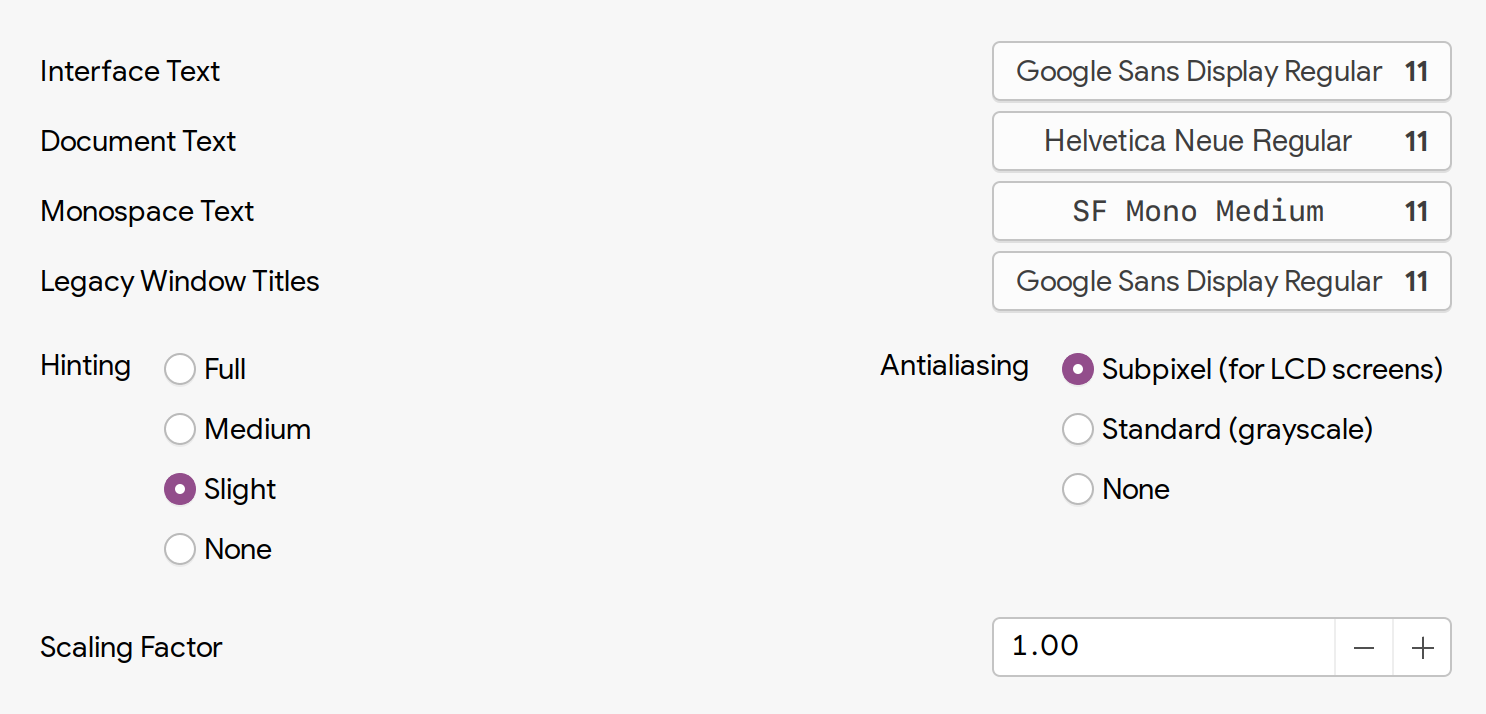 Interface Text Google Sans Display Regular 11
Document Text Helvetica Neue Regular 11
Monospace Text SF Mono Medium 11
Legacy Window Titles Google Sans Display Regular 11
Hinting Full Antialiasing Subpixel (for LCD screens)
Medium Standard (grayscale)
Slight None
None
Scaling Factor 1.00 − +